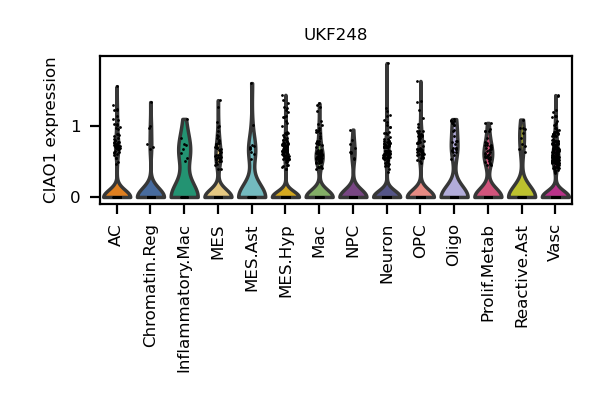 UKF248
CIAO1 expression
1
0
AC
Chromatin.Reg
Inflammatory.Mac
MES
MES.Ast
MES.Hyp
Mac
NPC
Neuron
OPC
Oligo
Prolif.Metab
Reactive.Ast
Vasc